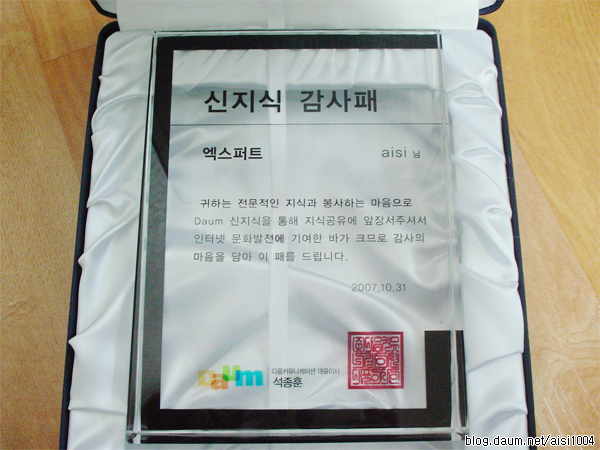 신지식 감사패
엑스퍼트 aisi 님
귀하는 전문적인 지식과 봉사하는 마음으로
Daum 신지식을 통해 지식공유에 앞장서주셔서
인터넷 문화발전에 기여한 바가 크므로 감사의
마음을 담아 이 패를 드립니다.
2007.10.31
Daum 다음커뮤니케이션 대표이사
석종훈
blog.daum.net/aisi1004